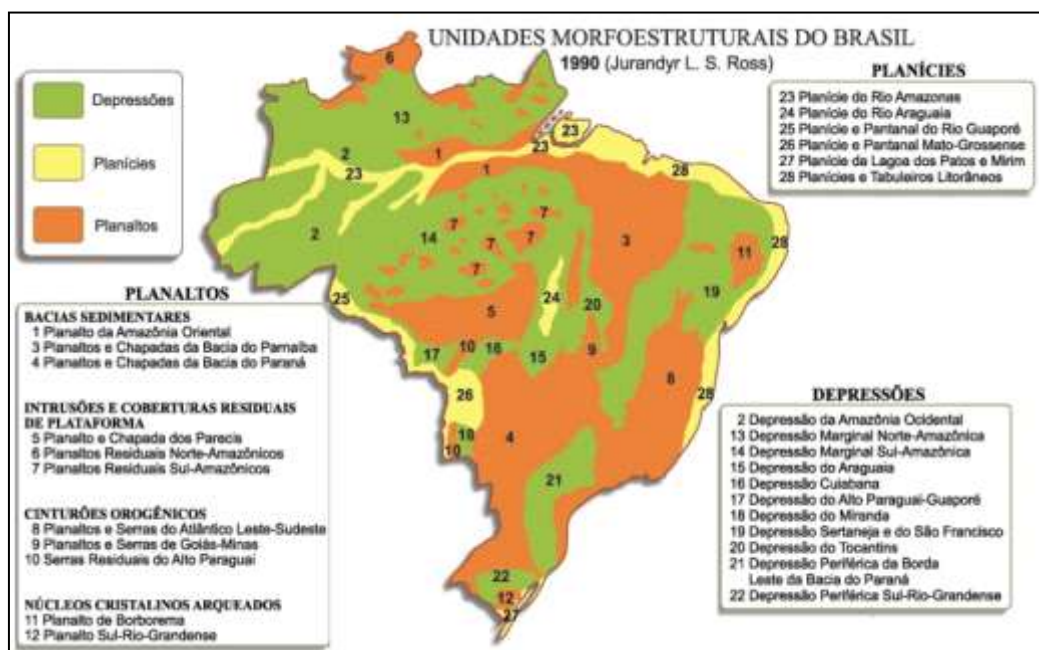 UNIDADES MORFOESTRUTURAIS DO BRASIL
1990 (Jurandyr L. S. Ross)
Depressões
Planícies
Planaltos
PLANÍCIES
23 Planície do Rio Amazonas
24 Planície do Rio Araguaia
25 Planície e Pantanal do Rio Guaporé
26 Planície e Pantanal Mato-Grossense
27 Planície da Lagoa dos Patos e Mirim
28 Planícies e Tabuleiros Litorâneos
PLANALTOS
BACIAS SEDIMENTARES
1 Planalto da Amazônia Oriental
3 Planaltos e Chapadas da Bacia do Parnaíba
4 Planaltos e Chapadas da Bacia do Paraná
INTRUSÕES E COBERTURAS RESIDUAIS
DE PLATAFORMA
5 Planalto e Chapada dos Parecis
6 Planaltos Residuais Norte-Amazônicos
7 Planaltos Residuais Sul-Amazônicos
CINTURÕES OROGÊNICOS
8 Planaltos e Serras do Atlântico Leste-Sudeste
9 Planaltos e Serras de Goiás-Minas
10 Serras Residuais do Alto Paraguai
NÚCLEOS CRISTALINOS ARQUEADOS
11 Planalto de Borborema
12 Planalto Sul-Rio-Grandense
DEPRESSÕES
2 Depressão da Amazônia Ocidental
13 Depressão Marginal Norte-Amazônica
14 Depressão Marginal Sul-Amazônica
15 Depressão do Araguaia
16 Depressão Cuiabana
17 Depressão do Alto Paraguai-Guaporé
18 Depressão do Miranda
19 Depressão Sertaneja e do São Francisco
20 Depressão do Tocantins
21 Depressão Periférica da Borda
Leste da Bacia do Paraná
22 Depressão Periférica Sul-Rio-Grandense
6
13
23
1
23
2
1
28
23
7
7
3
2
14
7
7
11
28
7
19
25
24
20
5
10
16
17
15
9
26
8
28
18
4
10
21
22
12
27